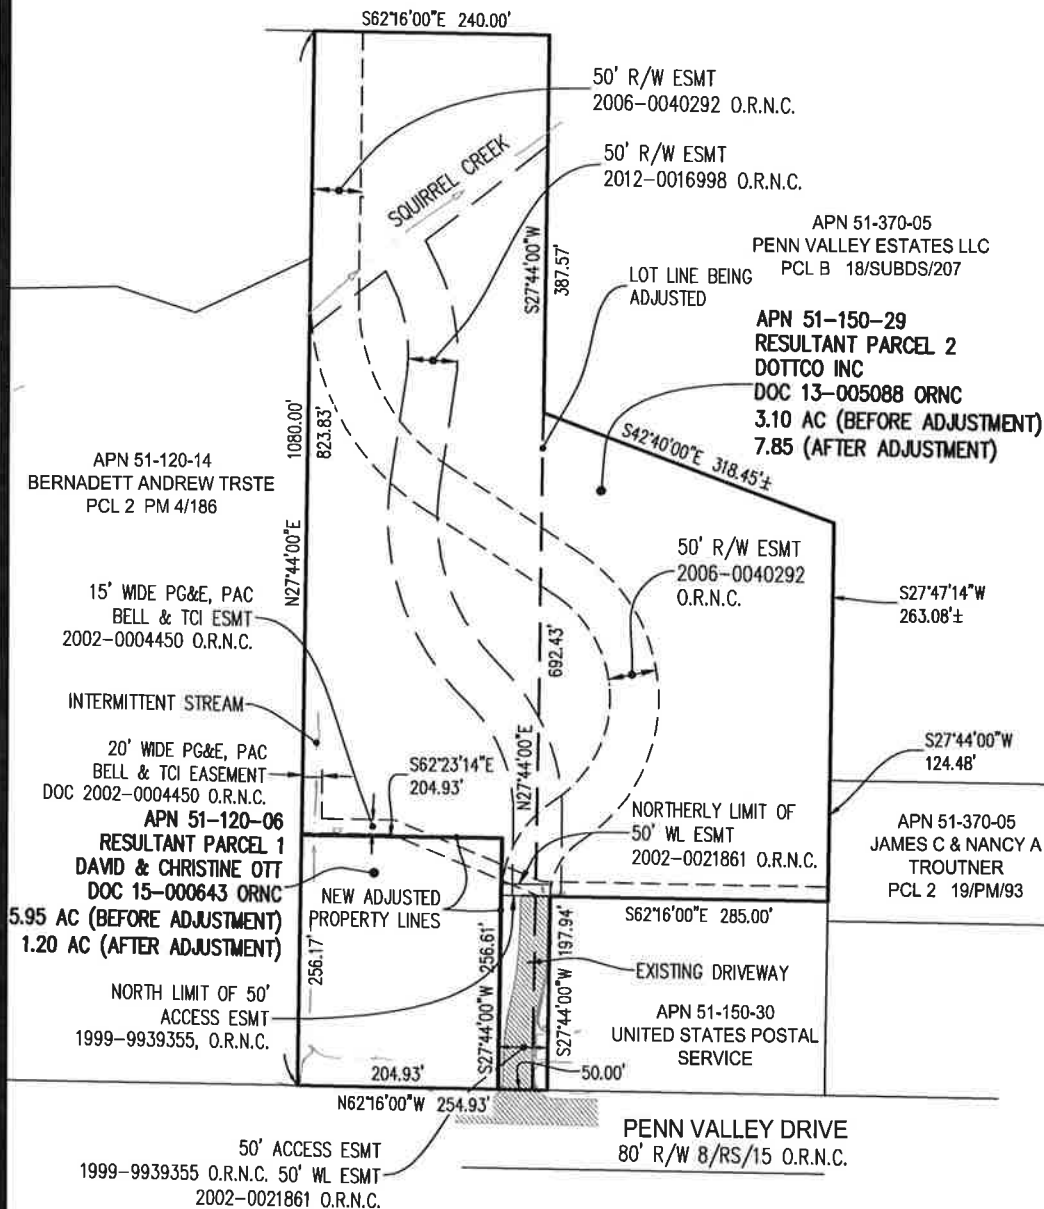 S62°16'00"E 240.00'
50' R/W ESMT
2006-0040292 O.R.N.C.
50' R/W ESMT
2012-0016998 O.R.N.C.
SQUIRREL CREEK
APN 51-370-05
PENN VALLEY ESTATES LLC
PCL B 18/SUBDS/207
S27°44'00"W
387.57'
LOT LINE BEING
ADJUSTED
APN 51-150-29
RESULTANT PARCEL 2
DOTTCO INC
DOC 13-005088 ORNC
3.10 AC (BEFORE ADJUSTMENT)
7.85 (AFTER ADJUSTMENT)
S42°40'00"E 318.45'±
1080.00'
823.83'
N27°44'00"E
APN 51-120-14
BERNADETT ANDREW TRSTE
PCL 2 PM 4/186
50' R/W ESMT
2006-0040292
O.R.N.C.
S27°47'14"W
263.08'±
15' WIDE PG&E, PAC
BELL & TCI ESMT
2002-0004450 O.R.N.C.
692.43'
N27°44'00"E
INTERMITTENT STREAM
20' WIDE PG&E, PAC
BELL & TCI EASEMENT
DOC 2002-0004450 O.R.N.C.
S62°23'14"E
204.93'
S27°44'00"W
124.48'
APN 51-120-06
RESULTANT PARCEL 1
DAVID & CHRISTINE OTT
DOC 15-000643 ORNC
5.95 AC (BEFORE ADJUSTMENT)
1.20 AC (AFTER ADJUSTMENT)
NORTHERLY LIMIT OF
50' WL ESMT
2002-0021861 O.R.N.C.
APN 51-370-05
JAMES C & NANCY A
TROUTNER
PCL 2 19/PM/93
NEW ADJUSTED
PROPERTY LINES
S62°16'00"E 285.00'
256.17'
S27°44'00"W 256.61'
S27°44'00"W 197.94'
EXISTING DRIVEWAY
NORTH LIMIT OF 50'
ACCESS ESMT
1999-9939355, O.R.N.C.
APN 51-150-30
UNITED STATES POSTAL
SERVICE
204.93'
50.00'
N62°16'00"W 254.93'
PENN VALLEY DRIVE
80' R/W 8/RS/15 O.R.N.C.
50' ACCESS ESMT
1999-9939355 O.R.N.C. 50' WL ESMT
2002-0021861 O.R.N.C.